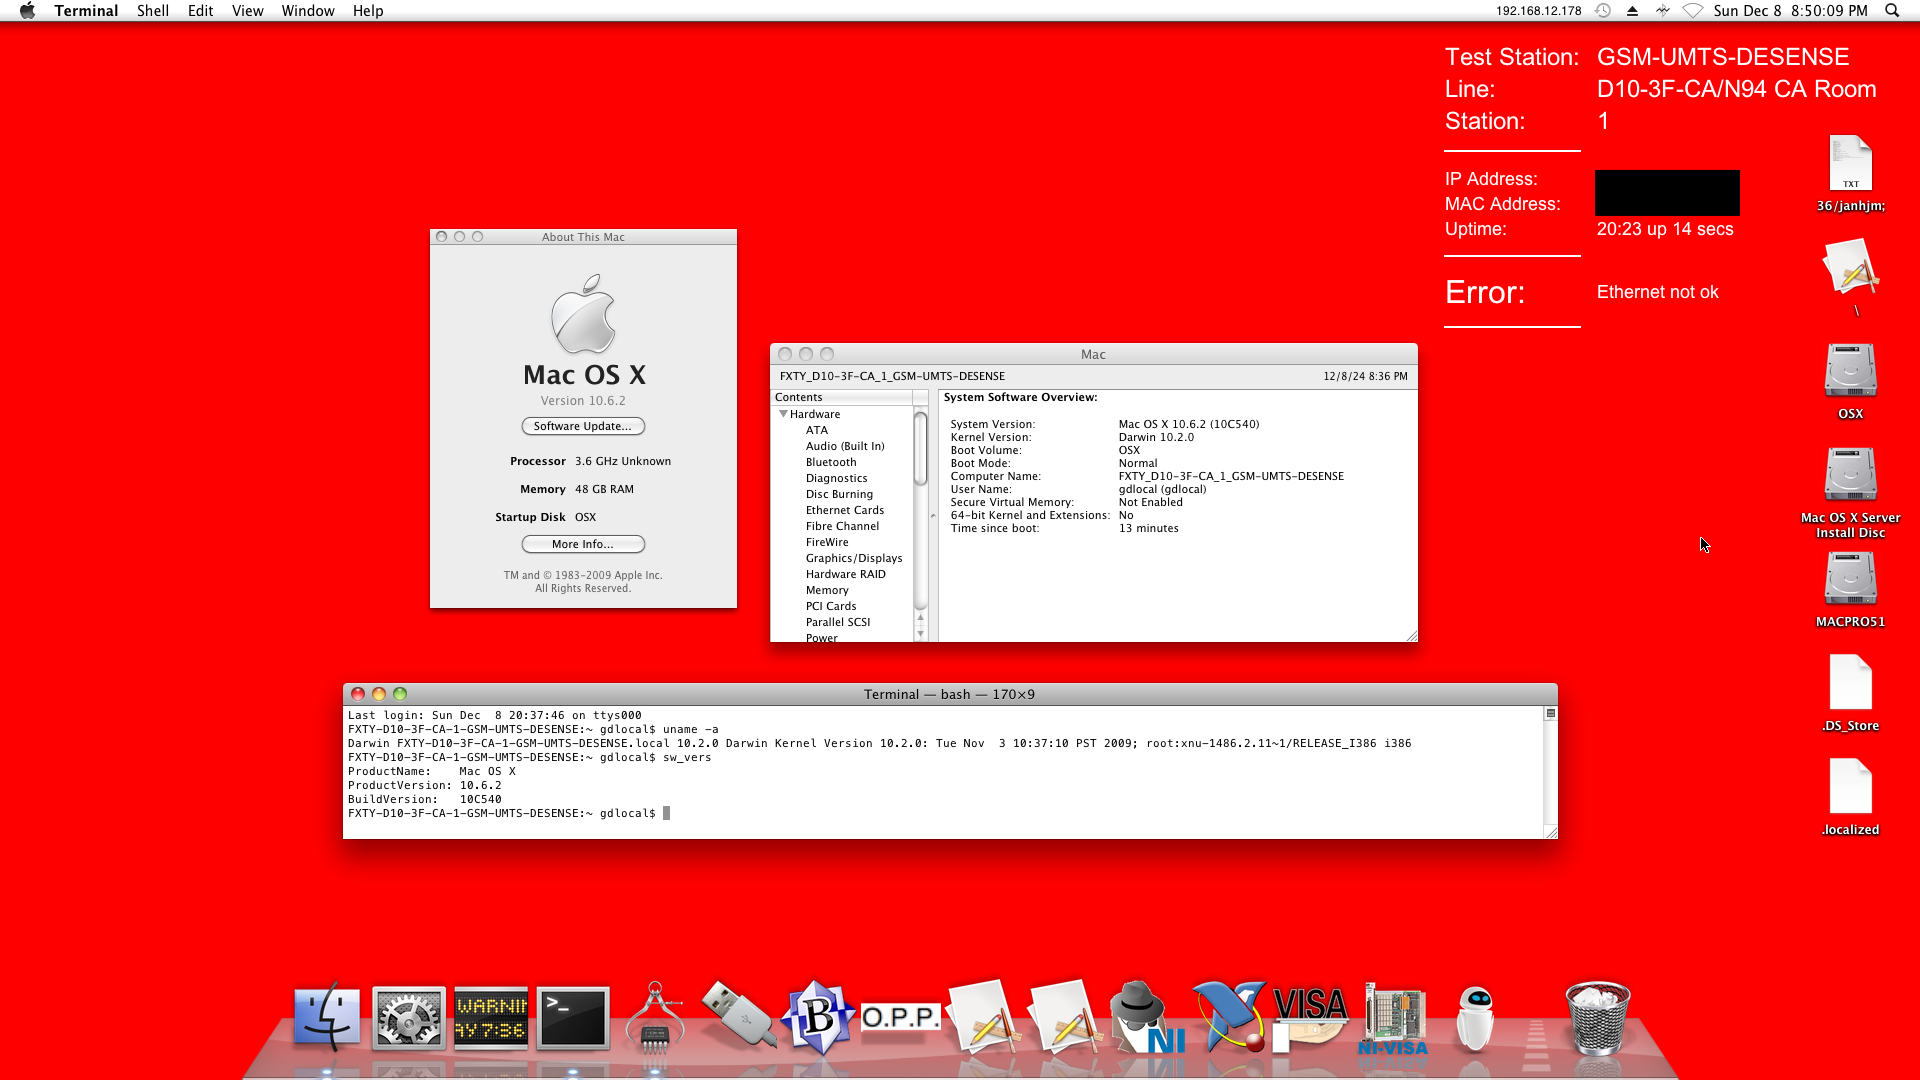 Terminal Shell Edit View Window Help
192.168.12.178 Sun Dec 8 8:50:09 PM
Test Station: GSM-UMTS-DESENSE
Line: D10-3F-CA/N94 CA Room
Station: 1
IP Address:
MAC Address:
Uptime: 20:23 up 14 secs
Error: Ethernet not ok
TXT
36/janhjm;
\
OSX
Mac OS X Server
Install Disc
MACPRO51
.DS_Store
.localized
About This Mac
Mac OS X
Version 10.6.2
Software Update...
Processor 3.6 GHz Unknown
Memory 48 GB RAM
Startup Disk OSX
More Info...
TM and © 1983-2009 Apple Inc.
All Rights Reserved.
Mac
FXTY_D10-3F-CA_1_GSM-UMTS-DESENSE 12/8/24 8:36 PM
Contents
Hardware
ATA
Audio (Built In)
Bluetooth
Diagnostics
Disc Burning
Ethernet Cards
Fibre Channel
FireWire
Graphics/Displays
Hardware RAID
Memory
PCI Cards
Parallel SCSI
Power
System Software Overview:
System Version: Mac OS X 10.6.2 (10C540)
Kernel Version: Darwin 10.2.0
Boot Volume: OSX
Boot Mode: Normal
Computer Name: FXTY_D10-3F-CA_1_GSM-UMTS-DESENSE
User Name: gdlocal (gdlocal)
Secure Virtual Memory: Not Enabled
64-bit Kernel and Extensions: No
Time since boot: 13 minutes
Terminal — bash — 170×9
Last login: Sun Dec  8 20:37:46 on ttys000
FXTY-D10-3F-CA-1-GSM-UMTS-DESENSE:~ gdlocal$ uname -a
Darwin FXTY-D10-3F-CA-1-GSM-UMTS-DESENSE.local 10.2.0 Darwin Kernel Version 10.2.0: Tue Nov  3 10:37:10 PST 2009; root:xnu-1486.2.11~1/RELEASE_I386 i386
FXTY-D10-3F-CA-1-GSM-UMTS-DESENSE:~ gdlocal$ sw_vers
ProductName:    Mac OS X
ProductVersion: 10.6.2
BuildVersion:   10C540
FXTY-D10-3F-CA-1-GSM-UMTS-DESENSE:~ gdlocal$
WARNIN
AY 7:36
>_
B
O.P.P.
NI
VISA
NI-VISA